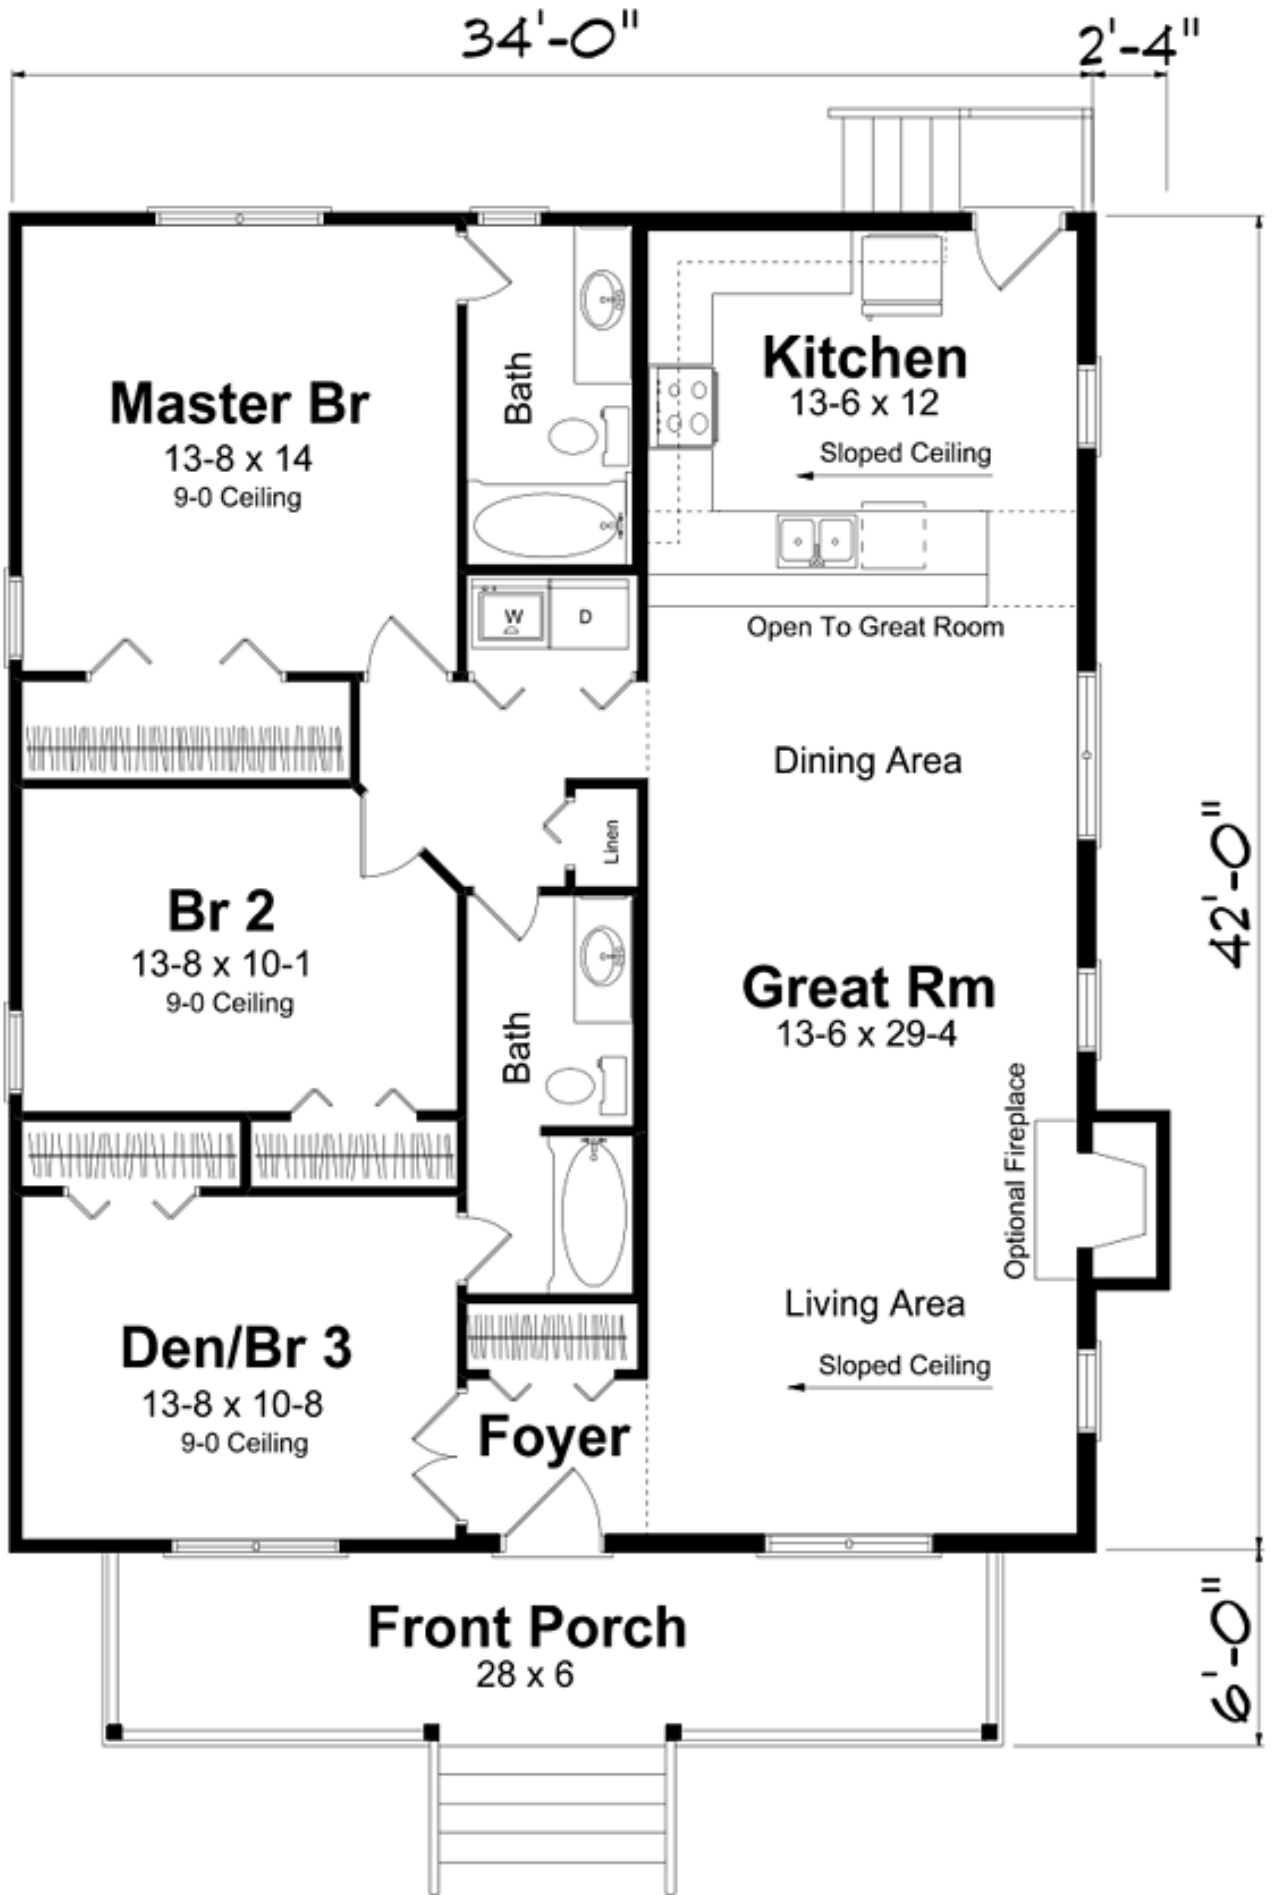 34'-0"
2'-4"
Master Br
13-8 x 14
9-0 Ceiling
Bath
Kitchen
13-6 x 12
Sloped Ceiling
W
D
Open To Great Room
Dining Area
Linen
Br 2
13-8 x 10-1
9-0 Ceiling
Bath
Great Rm
13-6 x 29-4
42'-0"
Optional Fireplace
Living Area
Sloped Ceiling
Den/Br 3
13-8 x 10-8
9-0 Ceiling
Foyer
Front Porch
28 x 6
6'-0"